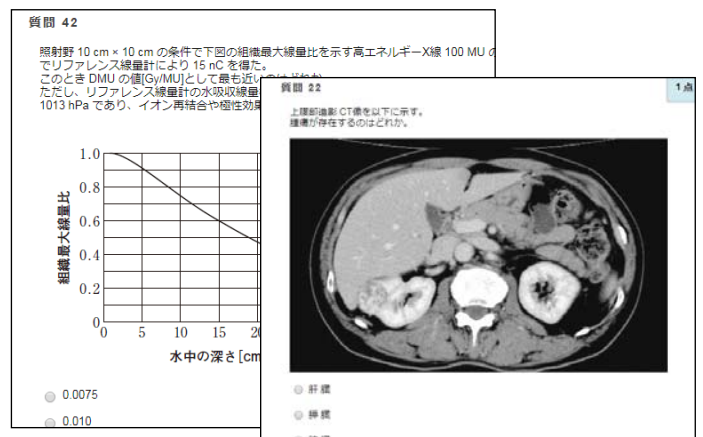 質問 42
照射野 10 cm × 10 cm の条件で下図の組織最大線量比を示す高エネルギーX線 100 MU の
でリファレンス線量計により 15 nC を得た。
このとき DMU の値[Gy/MU]として最も近いのはどれか
ただし、リファレンス線量計の水吸収線量
1013 hPa であり、イオン再結合や極性効果
組織最大線量比
1.0
0.8
0.6
0.4
0.2
0
0 5 10 15 20
水中の深さ[cm
0.0075
0.010
質問 22
1点
上腹部造影 CT像を以下に示す。
腫瘍が存在するのはどれか。
肝臓
膵臓